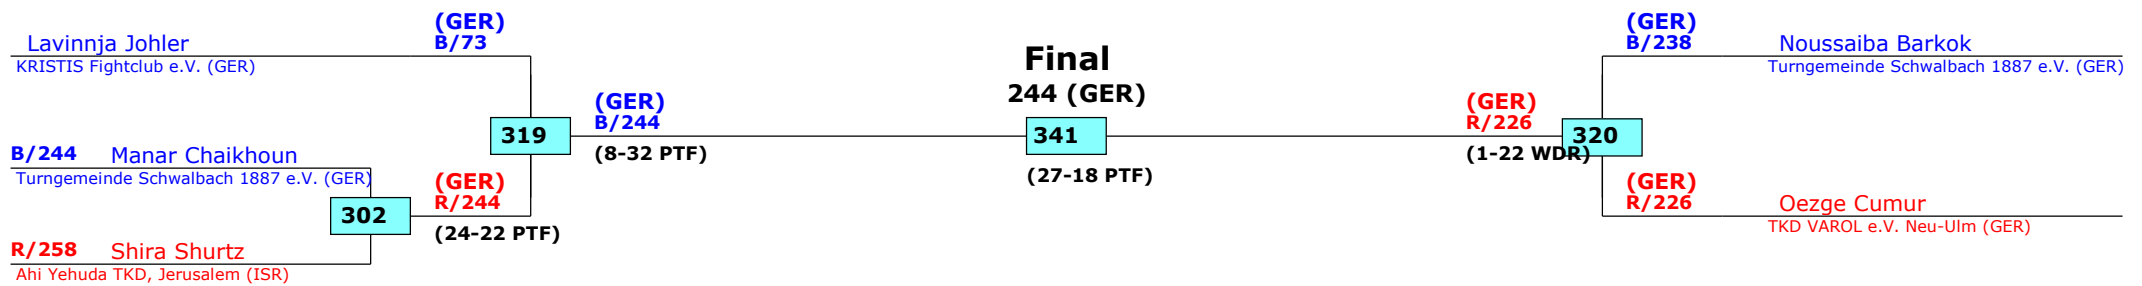 Lavinnja Johler
KRISTIS Fightclub e.V. (GER)
(GER)
B/73
B/244 Manar Chaikhoun
Turngemeinde Schwalbach 1887 e.V. (GER)
R/258 Shira Shurtz
Ahi Yehuda TKD, Jerusalem (ISR)
302
(GER)
R/244
(24-22 PTF)
319
(GER)
B/244
(8-32 PTF)
Final
244 (GER)
341
(27-18 PTF)
(GER)
R/226
(1-22 WDR)
320
(GER)
B/238
Noussaiba Barkok
Turngemeinde Schwalbach 1887 e.V. (GER)
(GER)
R/226
Oezge Cumur
TKD VAROL e.V. Neu-Ulm (GER)